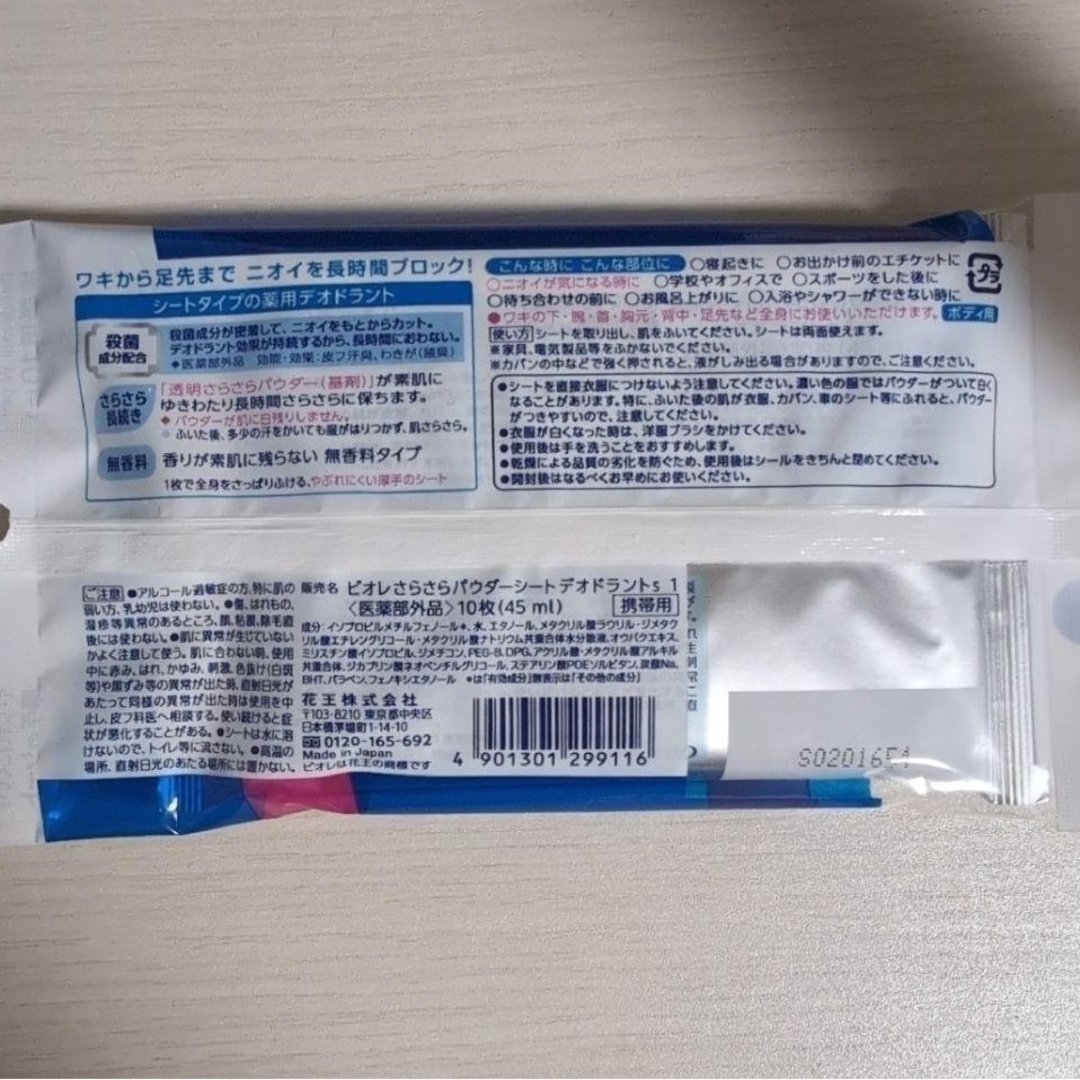 ワキから足先まで ニオイを長時間ブロック!
シートタイプの薬用デオドラント
殺菌
成分配合
殺菌成分が密着して、ニオイをもとからカット。
デオドラント効果が持続するから、長時間におわない。
◆医薬部外品 効能・効果:皮フ汗臭、わきが(腋臭)
さらさら
長続き
「透明さらさらパウダー(基剤)」が素肌に
ゆきわたり長時間さらさらに保ちます。
◆パウダーが肌に白残りしません。
◆ふいた後、多少の汗をかいても服がはりつかず、肌さらさら。
無香料
香りが素肌に残らない 無香料タイプ
1枚で全身をさっぱりふける、やぶれにくい厚手のシート
こんな時に こんな部位に ○寝起きに ○お出かけ前のエチケットに
○ニオイが気になる時に ○学校やオフィスで ○スポーツをした後に
○待ち合わせの前に ○お風呂上がりに ○入浴やシャワーができない時に
●ワキの下・腕・首・胸元・背中・足先など全身にお使いいただけます。 ボディ用
プラ
使い方 シートを取り出し、肌をふいてください。シートは両面使えます。
※家具、電気製品等をふかないでください。
※カバンの中などで強く押されると、液がしみ出る場合がありますので、ご注意ください。
●シートを直接衣服につけないよう注意してください。濃い色の服ではパウダーがついて白く
なることがあります。特に、ふいた後の肌が衣服、カバン、車のシート等にふれると、パウダー
がつきやすいので、注意してください。
●衣服が白くなった時は、洋服ブラシをかけてください。
●使用後は手を洗うことをおすすめします。
●乾燥による品質の劣化を防ぐため、使用後はシールをきちんと閉めてください。
●開封後はなるべくお早めにお使いください。
ご注意 ●アルコール過敏症の方、特に肌の
弱い方、乳幼児は使わない。●傷、はれもの、
湿疹等異常のあるところ、顔、粘膜、除毛直
後には使わない。●肌に異常が生じていない
かよく注意して使う。肌に合わない時、使用
中に赤み、はれ、かゆみ、刺激、色抜け(白斑
等)や黒ずみ等の異常が出た時、直射日光が
あたって同様の異常が出た時は使用を中
止し、皮フ科医へ相談する。使い続けると症
状が悪化することがある。●シートは水に溶
けないので、トイレ等に流さない。●高温の
場所、直射日光のあたる場所には置かない。
販売名 ビオレさらさらパウダーシートデオドラントs 1
〈医薬部外品〉10枚(45 ml) 携帯用
成分:イソプロピルメチルフェノール*、水、エタノール、メタクリル酸ラウリル・ジメタク
リル酸エチレングリコール・メタクリル酸ナトリウム共重合体水分散液、オウバクエキス、
ミリスチン酸イソプロピル、ジメチコン、PEG-8、DPG、アクリル酸・メタクリル酸アルキル
共重合体、ジカプリン酸ネオペンチルグリコール、ステアリン酸POEソルビタン、炭酸Na、
BHT、パラベン、フェノキシエタノール *は「有効成分」無表示は「その他の成分」
花王株式会社
〒103-8210 東京都中央区
日本橋茅場町1-14-10
0120-165-692
Made in Japan
ビオレは花王の商標です
4 901301 299116
S0201651